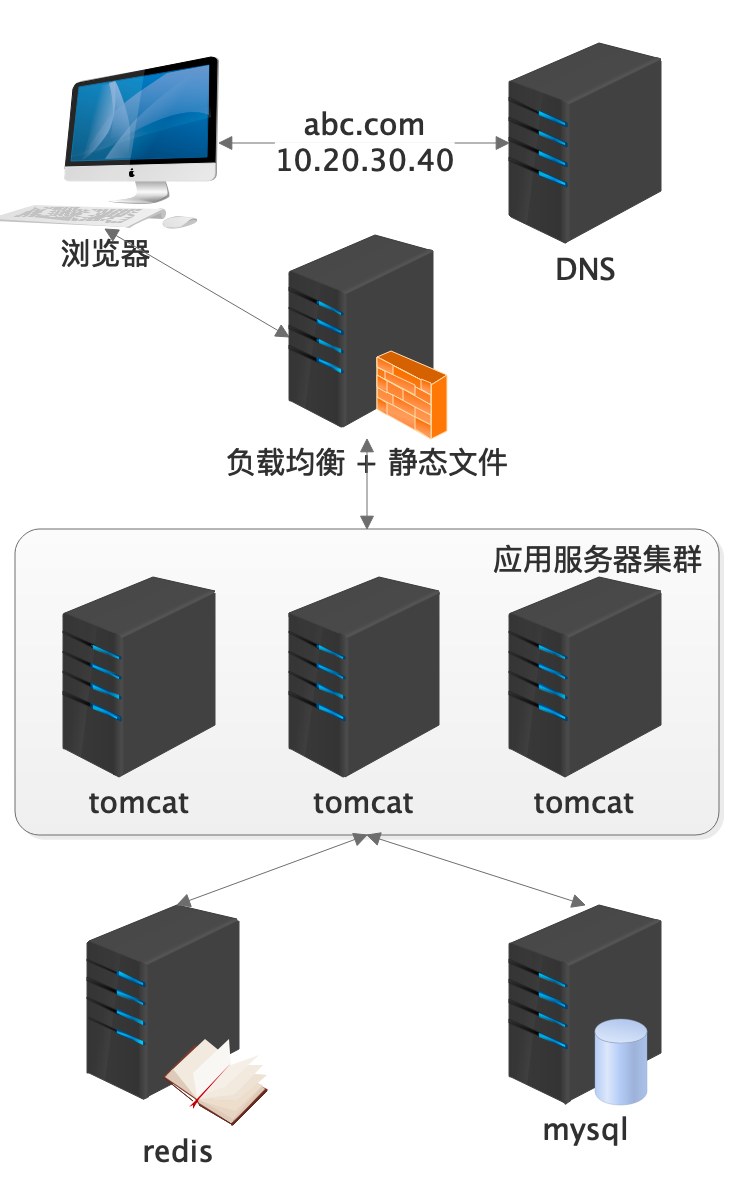 abc.com
10.20.30.40
浏览器
DNS
负载均衡 + 静态文件
应用服务器集群
tomcat
tomcat
tomcat
redis
mysql